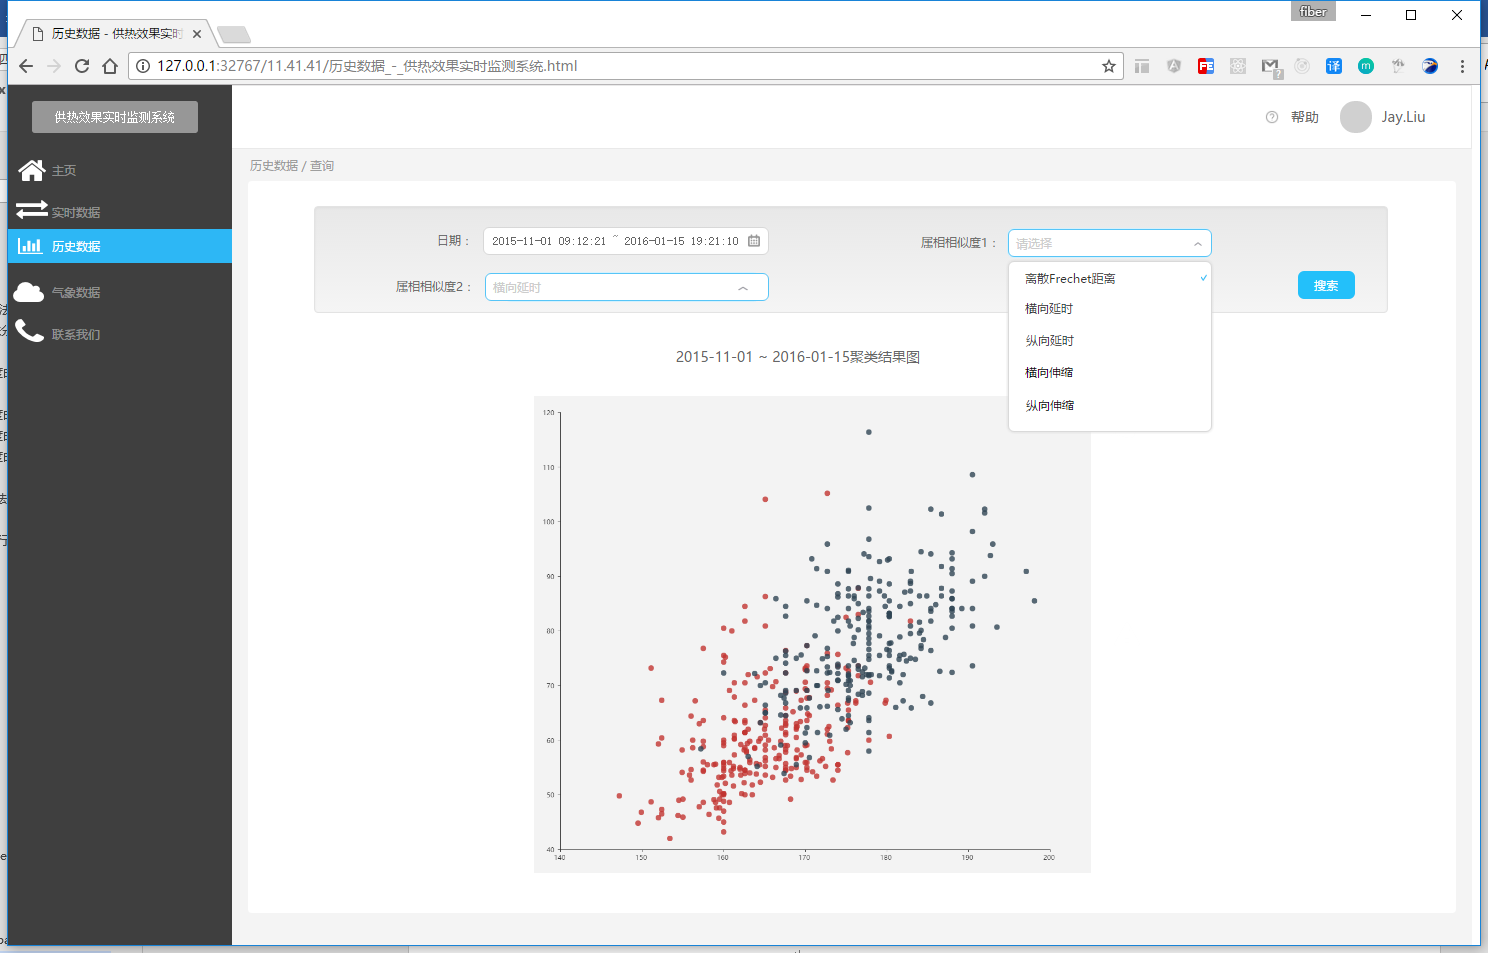 fiber
历史数据 - 供热效果实时
127.0.0.1:32767/11.41.41/历史数据_-_供热效果实时监测系统.html
供热效果实时监测系统
帮助
Jay.Liu
主页
实时数据
历史数据
气象数据
联系我们
历史数据 / 查询
日期：
2015-11-01 09:12:21 ~ 2016-01-15 19:21:10
居相相似度1：
请选择
居相相似度2：
横向延时
搜索
离散Frechet距离
横向延时
纵向延时
横向伸缩
纵向伸缩
2015-11-01 ~ 2016-01-15聚类结果图
120
110
100
90
80
70
60
50
40
140
150
160
170
180
190
200